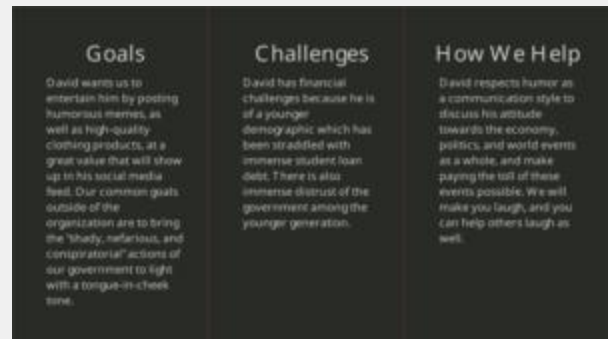 Goals
David wants us to
entertain him by posting
humorous memes, as
well as high-quality
clothing products, at a
great value that will show
up in his social media
feed. Our common goals
outside of the
organization are to bring
the "shady, nefarious, and
conspiratorial" actions of
our government to light
with a tongue-in-cheek
tone.
Challenges
David has financial
challenges because he is
of a younger
demographic which has
been straddled with
immense student loan
debt. There is also
immense distrust of the
government among the
younger generation.
How We Help
David respects humor as
a communication style to
discuss his attitude
towards the economy,
politics, and world events
as a whole, and make
paying the toll of these
events possible. We will
make you laugh, and you
can help others laugh as
well.